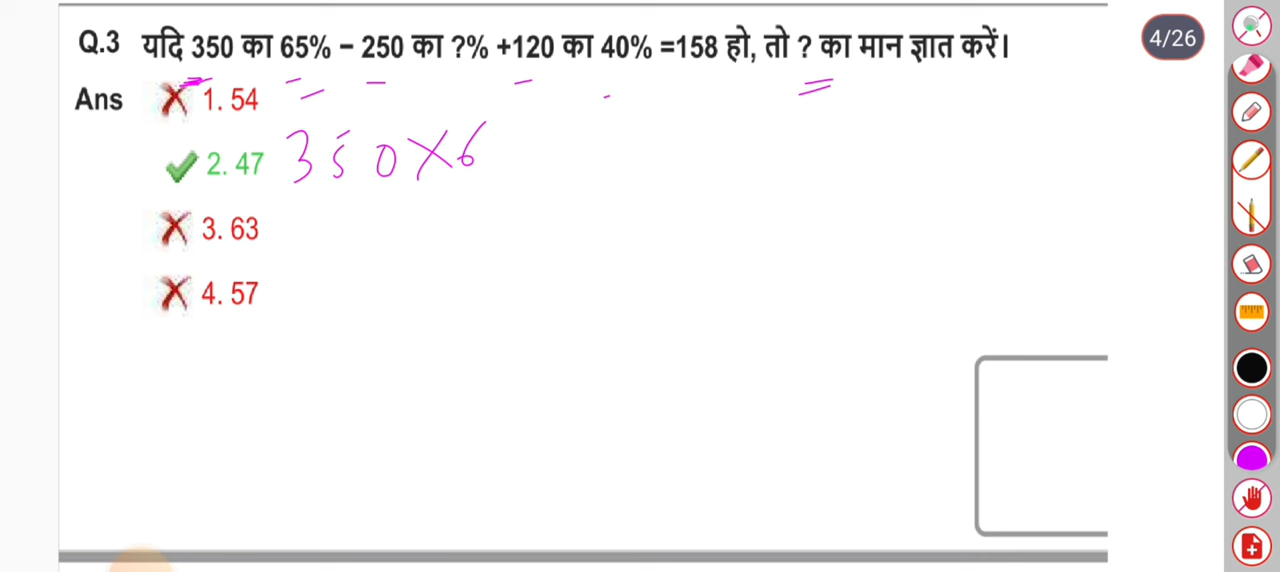 4/26
Q.3 यदि 350 का 65% – 250 का ?% +120 का 40% =158 हो, तो ? का मान ज्ञात करें।
Ans 1. 54
2. 47 350×6
3. 63
4. 57